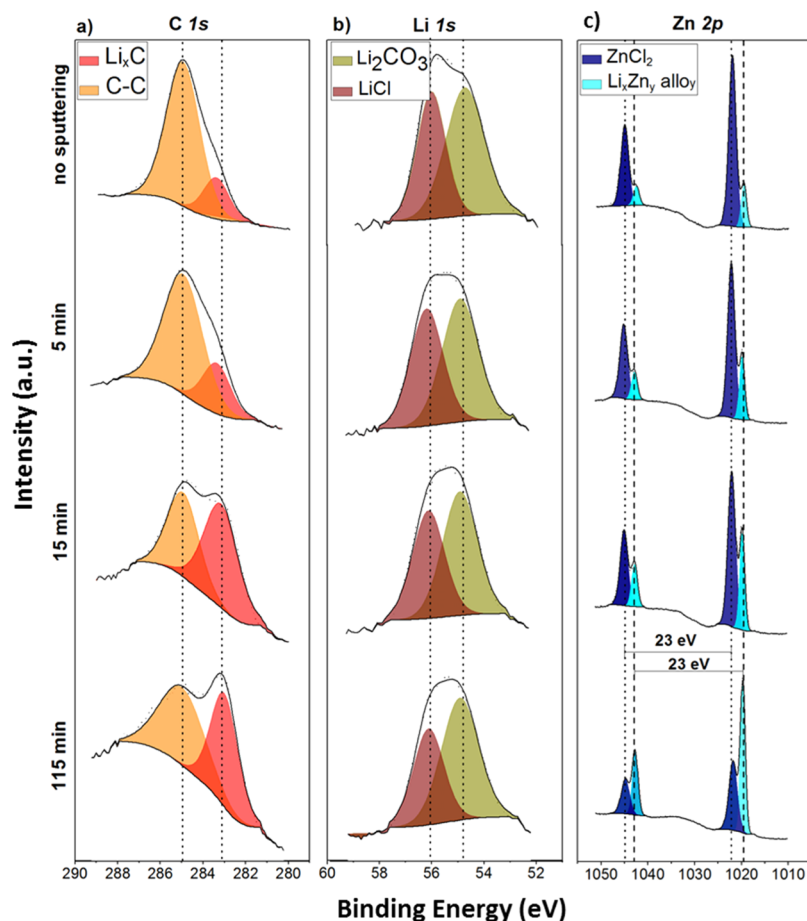 a) C 1s
b) Li 1s
c) Zn 2p
LiₓC
C-C
Li₂CO₃
LiCl
ZnCl₂
LiₓZnᵧ alloy
no sputtering
5 min
15 min
115 min
Intensity (a.u.)
23 eV
23 eV
290 288 286 284 282 280
60 58 56 54 52
1050 1040 1030 1020 1010
Binding Energy (eV)